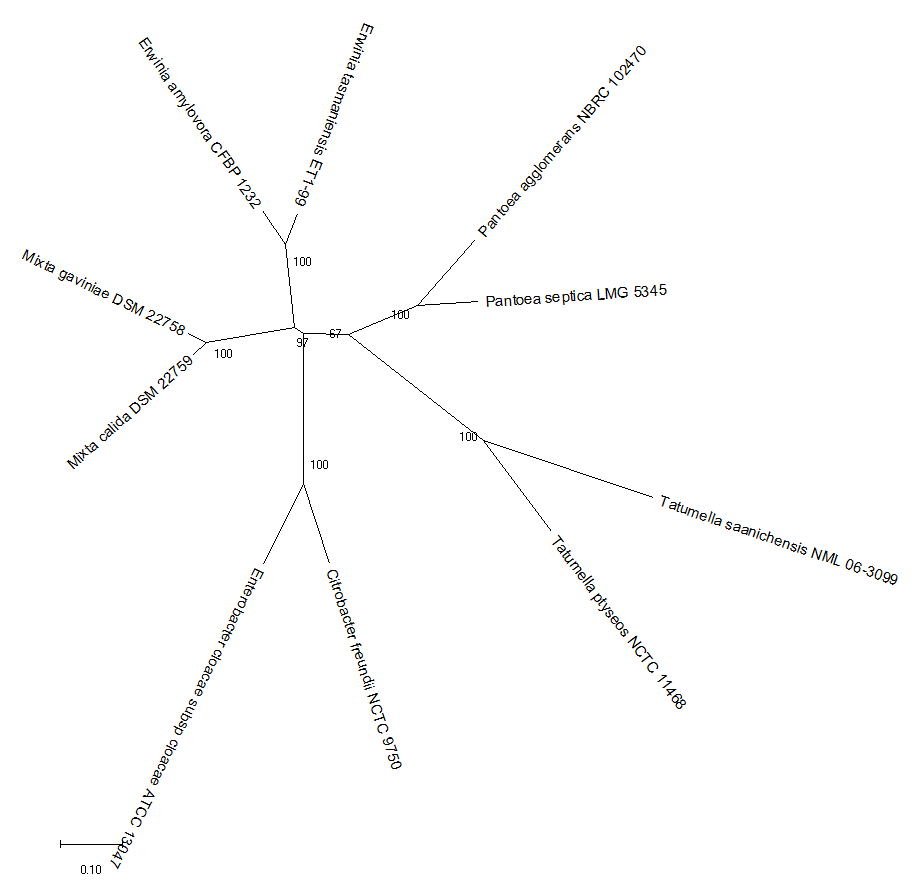 Erwinia amylovora CFBP 1232
Erwinia tasmaniensis ET1-99
Pantoea agglomerans NBRC 102470
100
Mixta gaviniae DSM 22758
Pantoea septica LMG 5345
100
67
97
100
Mixta calida DSM 22759
100
100
Tatumella saanichensis NML 06-3099
Tatumella ptyseos NCTC 11468
Citrobacter freundii NCTC 9750
Enterobacter cloacae subsp cloacae ATCC 13047
0.10